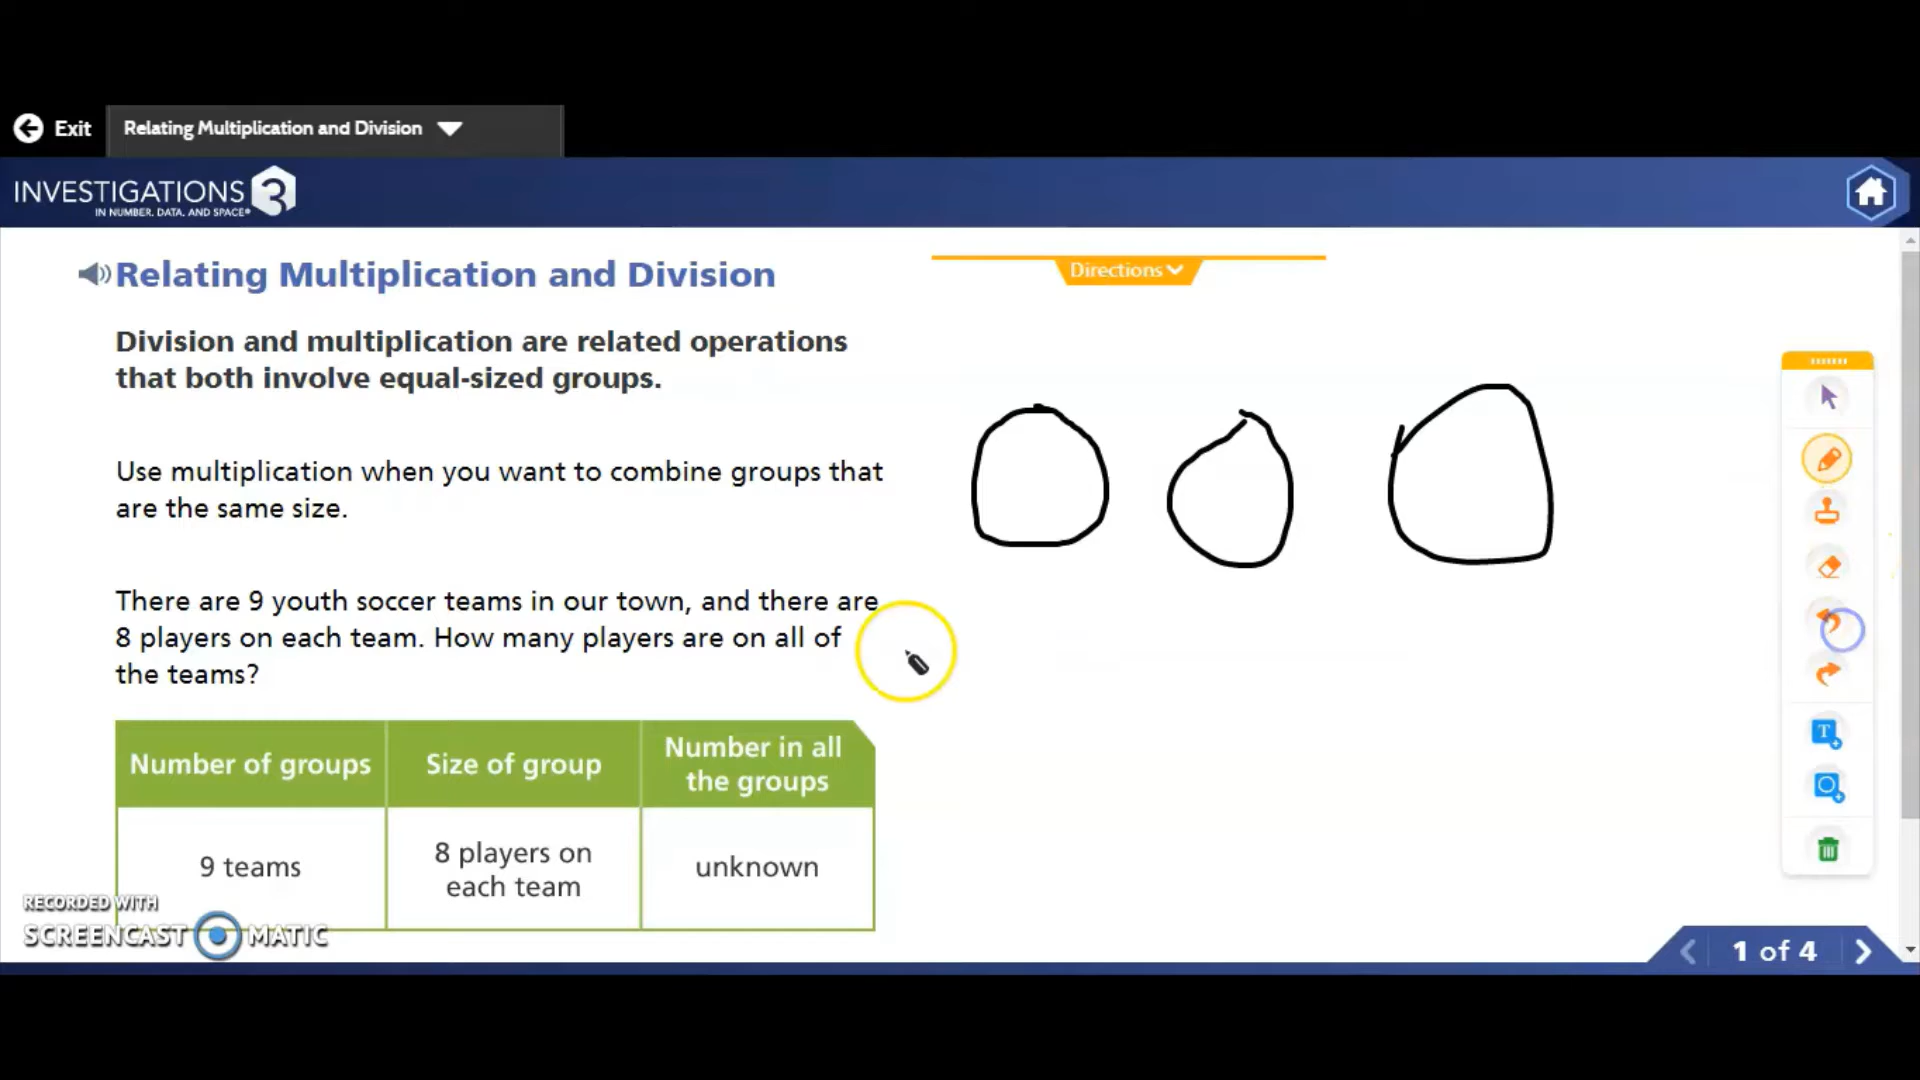 Exit
Relating Multiplication and Division
INVESTIGATIONS 3
IN NUMBER, DATA, AND SPACE®
Relating Multiplication and Division
Directions
Division and multiplication are related operations
that both involve equal-sized groups.
Use multiplication when you want to combine groups that
are the same size.
There are 9 youth soccer teams in our town, and there are
8 players on each team. How many players are on all of
the teams?
Number of groups
Size of group
Number in all
the groups
9 teams
8 players on
each team
unknown
RECORDED WITH
SCREENCAST MATIC
T
1 of 4